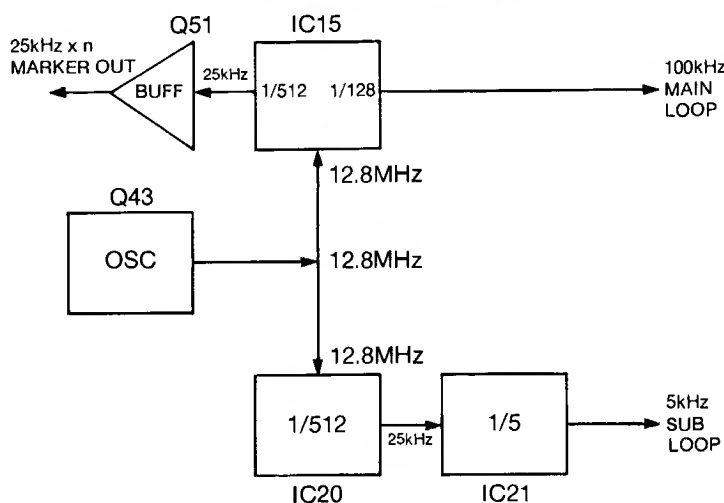 Q51
IC15
25kHz x n
MARKER OUT
BUFF
25kHz
1/512
1/128
100kHz
MAIN
LOOP
12.8MHz
Q43
OSC
12.8MHz
12.8MHz
1/512
25kHz
1/5
5kHz
SUB
LOOP
IC20
IC21